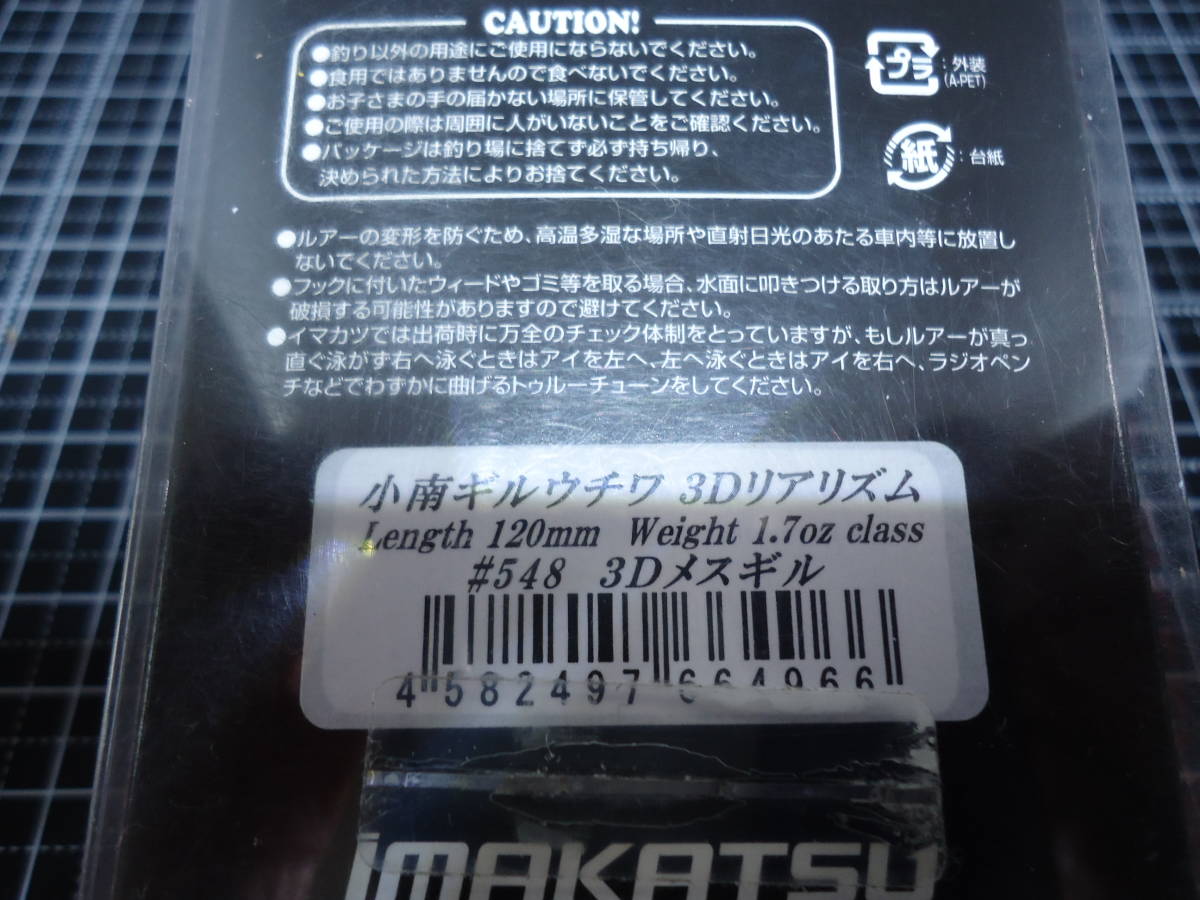 CAUTION!
●釣り以外の用途にご使用にならないでください。
●食用ではありませんので食べないでください。
●お子さまの手の届かない場所に保管してください。
●ご使用の際は周囲に人がいないことをご確認ください。
●パッケージは釣り場に捨てず必ず持ち帰り、
決められた方法によりお捨てください。
プラ:外装
(A-PET)
紙:台紙
●ルアーの変形を防ぐため、高温多湿な場所や直射日光のあたる車内等に放置し
ないでください。
●フックに付いたウィードやゴミ等を取る場合、水面に叩きつける取り方はルアーが
破損する可能性がありますので避けてください。
●イマカツでは出荷時に万全のチェック体制をとっていますが、もしルアーが真っ
直ぐ泳がず右へ泳ぐときはアイを左へ、左へ泳ぐときはアイを右へ、ラジオペン
チなどでわずかに曲げるトゥルーチューンをしてください。
小南ギルウチワ 3Dリアリズム
Length 120mm Weight 1.7oz class
#548 3Dメスギル
4 582497 664966
IMAKATSU